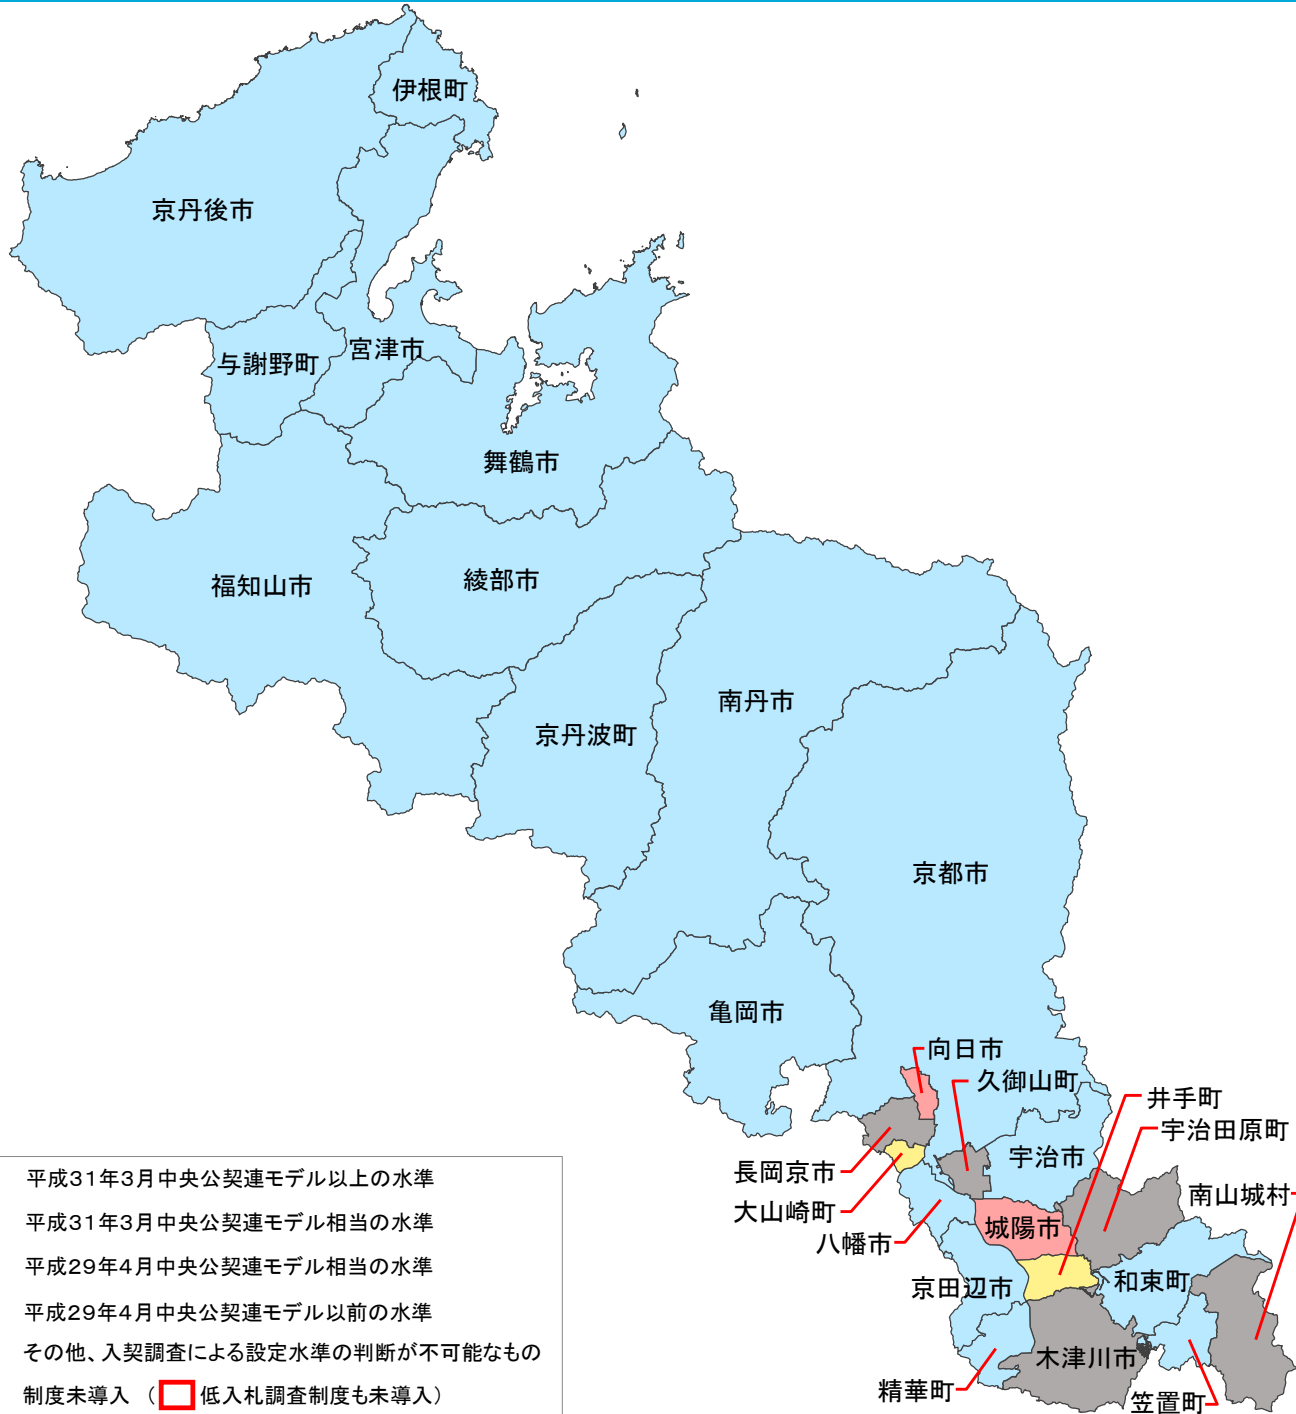 伊根町
京丹後市
宮津市
与謝野町
舞鶴市
福知山市
綾部市
南丹市
京丹波町
京都市
亀岡市
向日市
久御山町
井手町
宇治田原町
宇治市
長岡京市
南山城村
大山崎町
城陽市
八幡市
和束町
京田辺市
木津川市
精華町
笠置町
平成31年3月中央公契連モデル以上の水準
平成31年3月中央公契連モデル相当の水準
平成29年4月中央公契連モデル相当の水準
平成29年4月中央公契連モデル以前の水準
その他、入契調査による設定水準の判断が不可能なもの
制度未導入 （ 低入札調査制度も未導入）